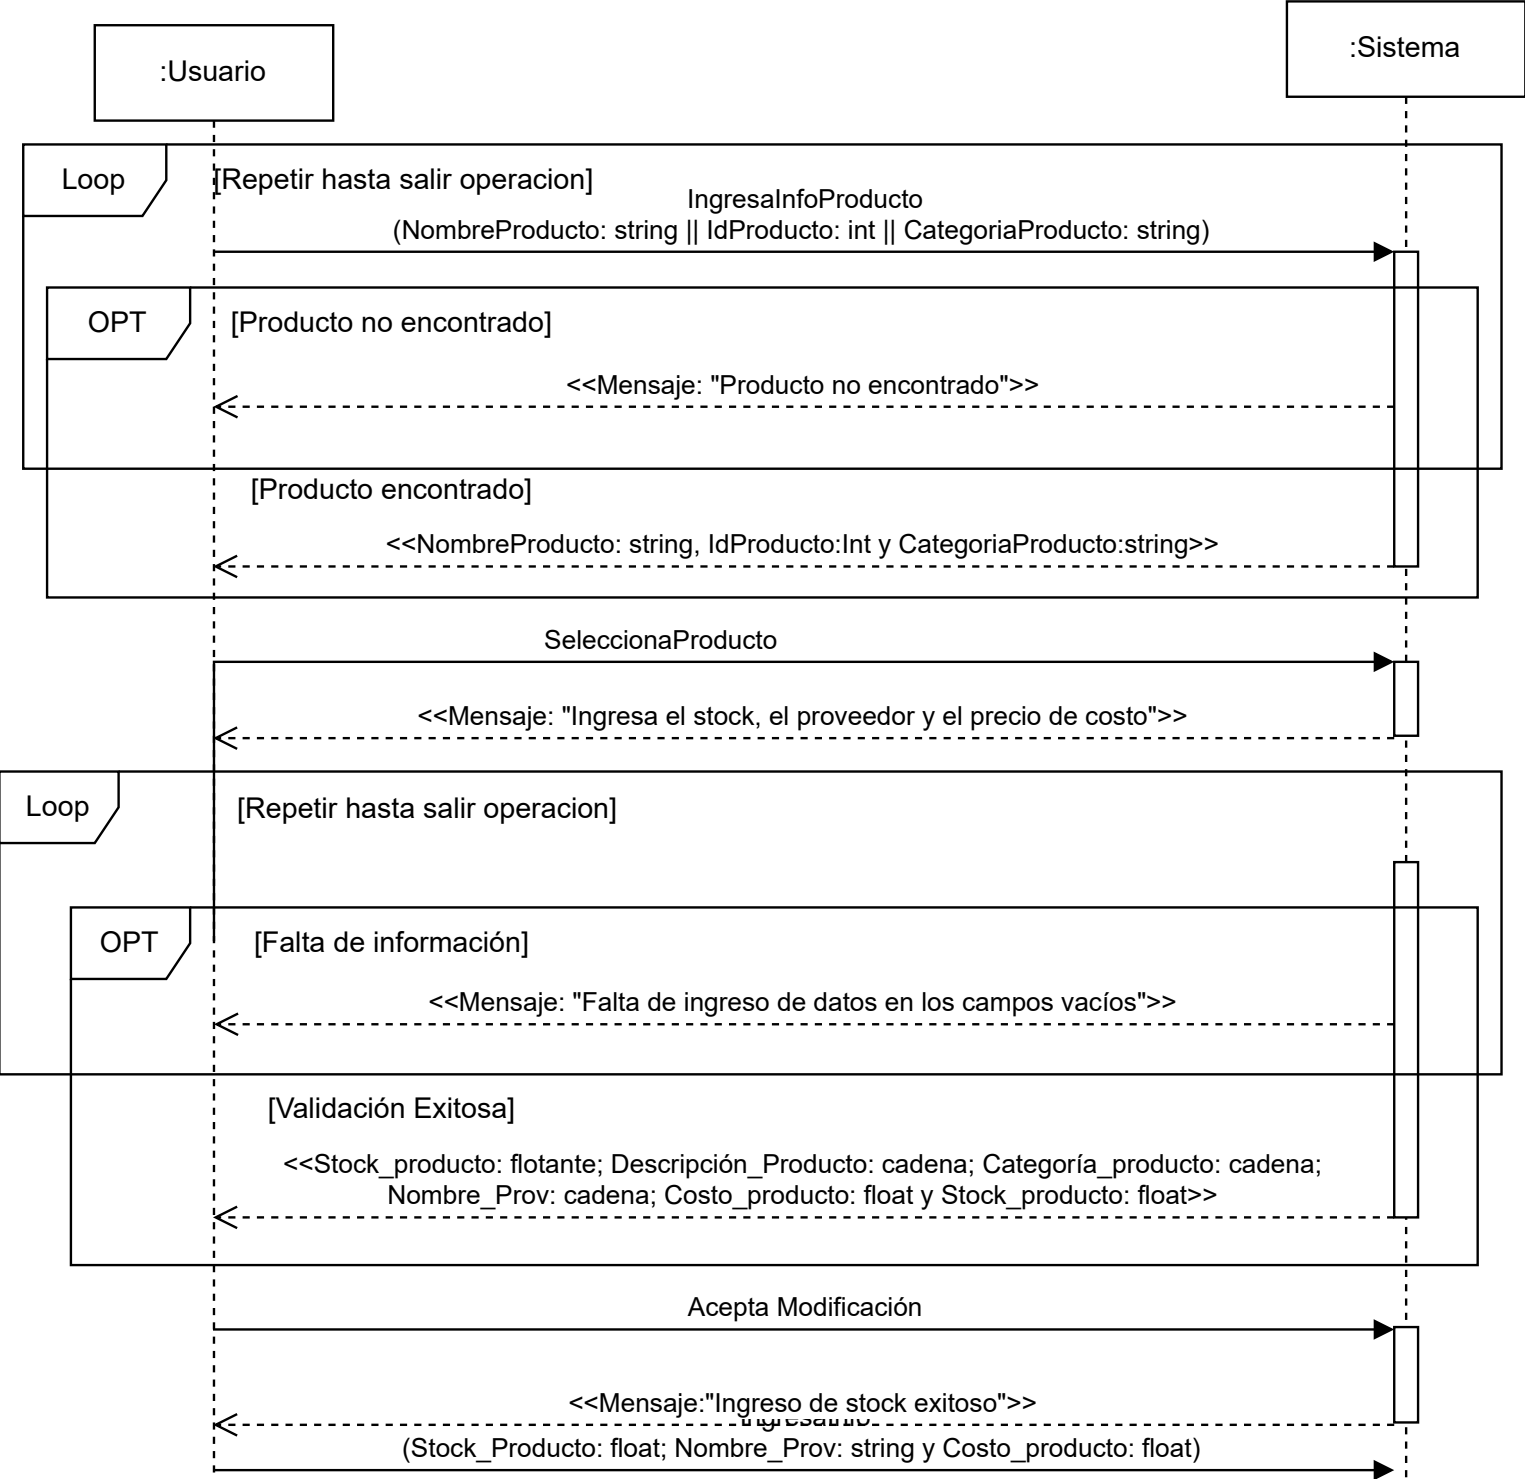 :Usuario
:Sistema
Loop
[Repetir hasta salir operacion]
IngresaInfoProducto
(NombreProducto: string || IdProducto: int || CategoriaProducto: string)
OPT
[Producto no encontrado]
<<Mensaje: "Producto no encontrado">>
[Producto encontrado]
<<NombreProducto: string, IdProducto:Int y CategoriaProducto:string>>
SeleccionaProducto
<<Mensaje: "Ingresa el stock, el proveedor y el precio de costo">>
Loop
[Repetir hasta salir operacion]
OPT
[Falta de información]
<<Mensaje: "Falta de ingreso de datos en los campos vacíos">>
[Validación Exitosa]
<<Stock_producto: flotante; Descripción_Producto: cadena; Categoría_producto: cadena;
Nombre_Prov: cadena; Costo_producto: float y Stock_producto: float>>
Acepta Modificación
<<Mensaje:"Ingreso de stock exitoso">>
(Stock_Producto: float; Nombre_Prov: string y Costo_producto: float)